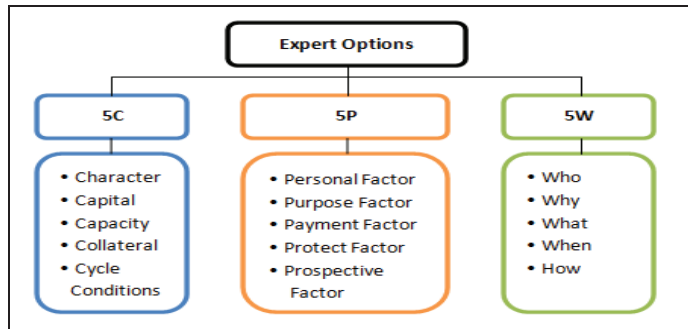 Expert Options
5C
5P
5W
• Character
• Capital
• Capacity
• Collateral
• Cycle
Conditions
• Personal Factor
• Purpose Factor
• Payment Factor
• Protect Factor
• Prospective
Factor
• Who
• Why
• What
• When
• How